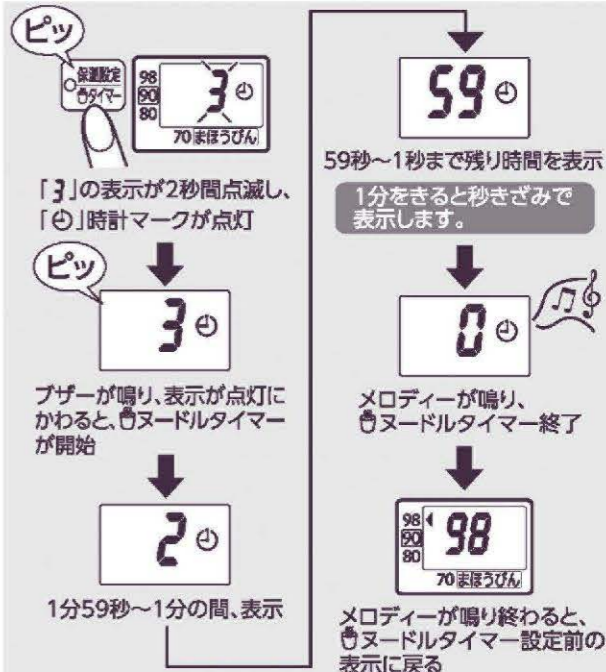 ピッ
保温設定
タイマー
3
98
90
80
70 まほうびん
「3」の表示が2秒間点滅し、
「」時計マークが点灯
ピッ
3
ブザーが鳴り、表示が点灯に
かわると、ヌードルタイマー
が開始
2
1分59秒～1分の間、表示
59
59秒～1秒まで残り時間を表示
1分をきると秒きざみで
表示します。
0
メロディーが鳴り、
ヌードルタイマー終了
98
98
90
80
70 まほうびん
メロディーが鳴り終わると、
ヌードルタイマー設定前の
表示に戻る